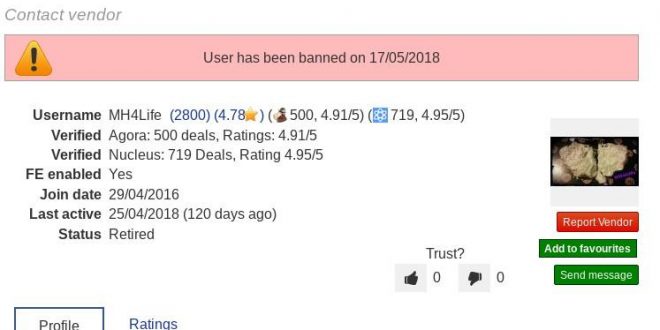 Contact vendor
User has been banned on 17/05/2018
Username MH4Life (2800) (4.78) (500, 4.91/5) (719, 4.95/5)
Verified Agora: 500 deals, Ratings: 4.91/5
Verified Nucleus: 719 Deals, Rating 4.95/5
FE enabled Yes
Join date 29/04/2016
Last active 25/04/2018 (120 days ago)
Status Retired
Report Vendor
Add to favourites
Send message
Trust?
0 0
Profile Ratings